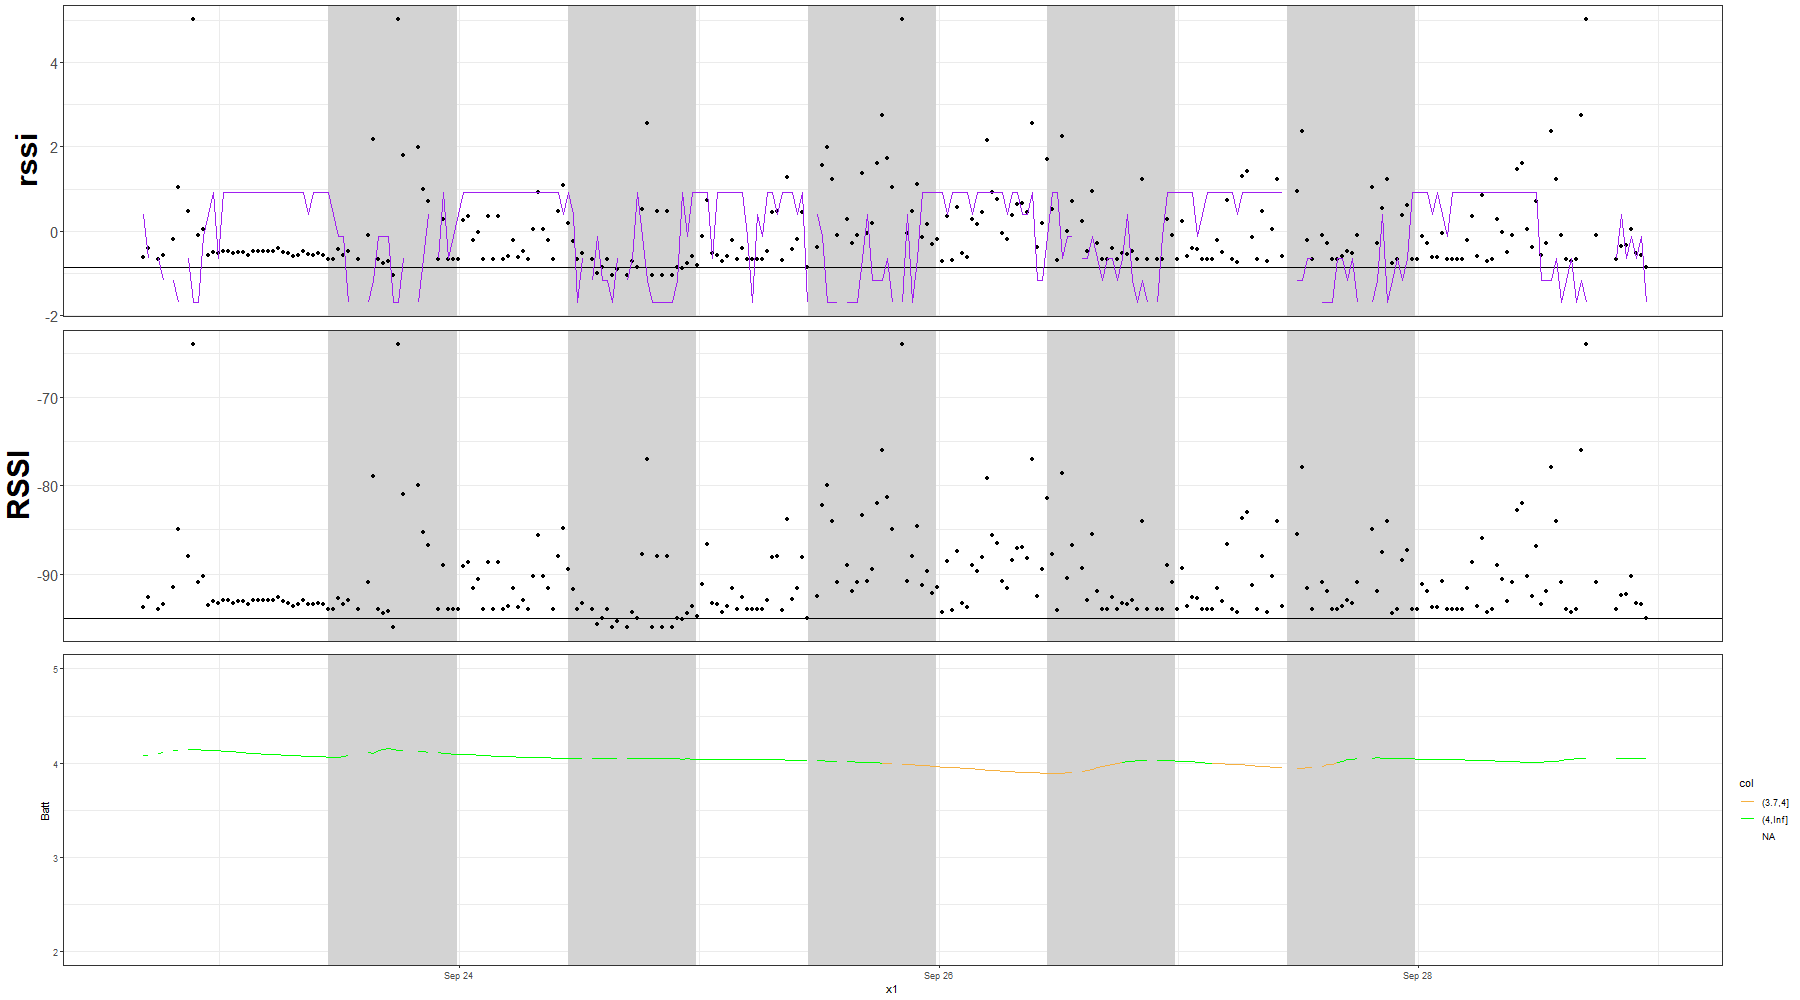 rssi
4
2
0
-2
RSSI
-70
-80
-90
Batt
5
4
3
2
Sep 24
Sep 26
Sep 28
x1
col
(3.7,4]
(4,Inf]
NA